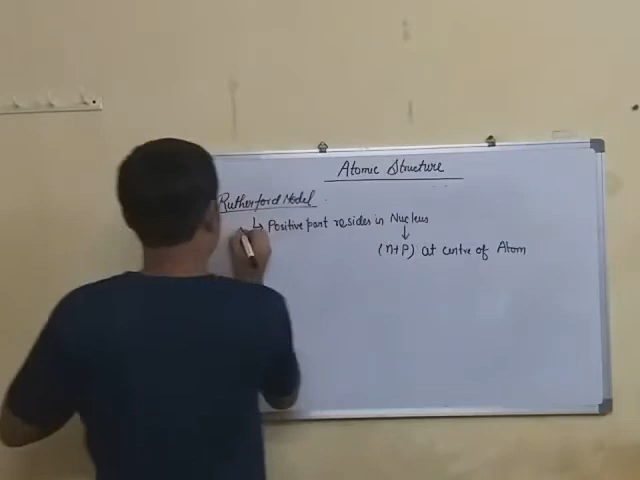 Atomic Structure
Rutherford Model
↳ Positive part resides in Nucleus
↓
(n+P) at centre of Atom